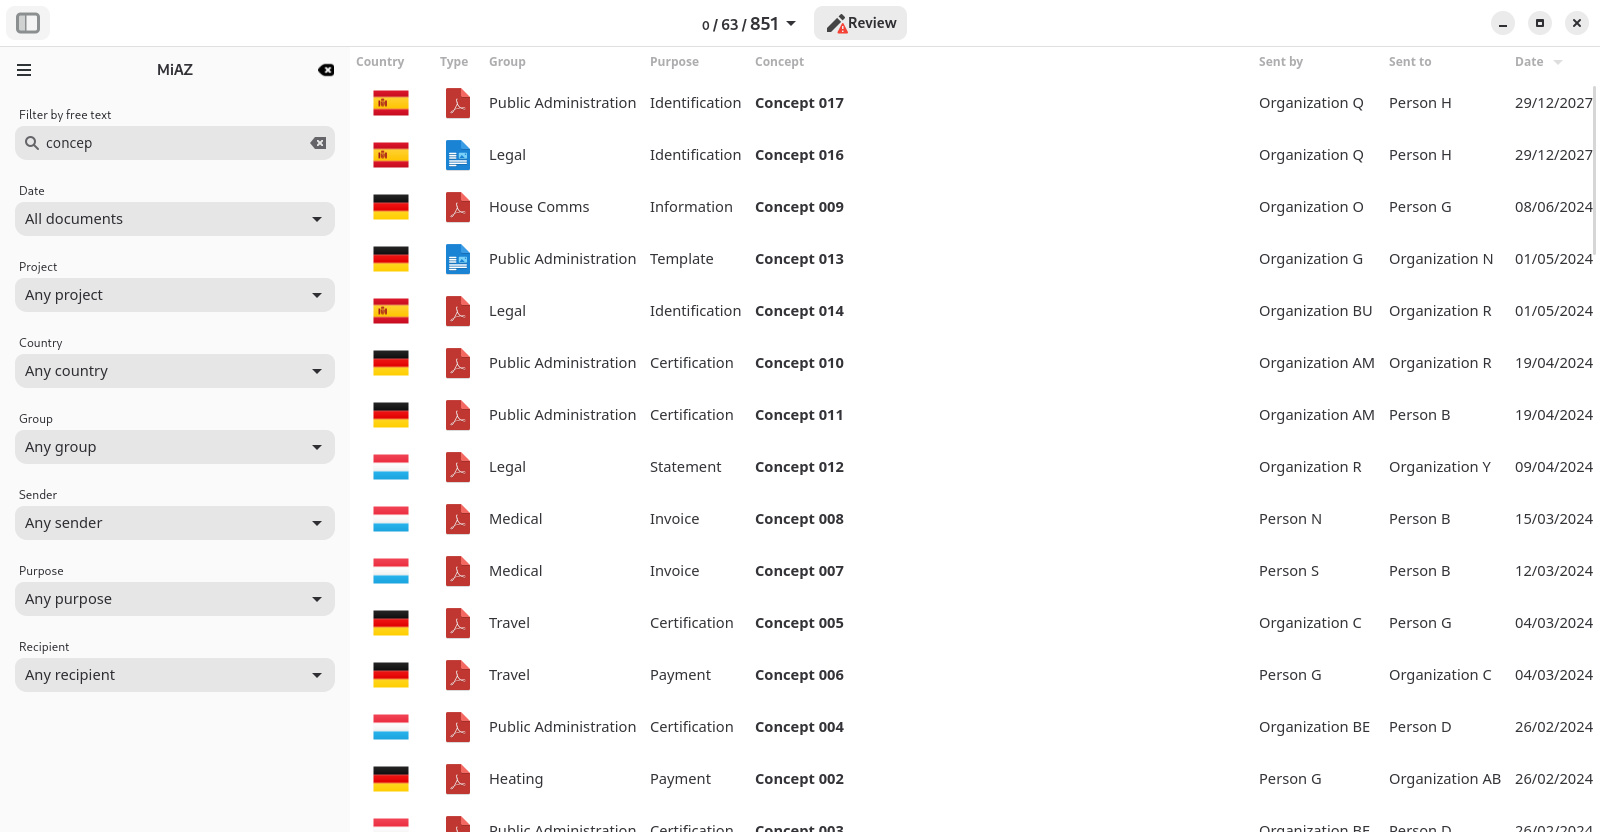 0 / 63 / 851
Review
MiAZ
Filter by free text
concep
Date
All documents
Project
Any project
Country
Any country
Group
Any group
Sender
Any sender
Purpose
Any purpose
Recipient
Any recipient
Country Type Group Purpose Concept Sent by Sent to Date
Public Administration Identification Concept 017 Organization Q Person H 29/12/2027
Legal Identification Concept 016 Organization Q Person H 29/12/2027
House Comms Information Concept 009 Organization O Person G 08/06/2024
Public Administration Template Concept 013 Organization G Organization N 01/05/2024
Legal Identification Concept 014 Organization BU Organization R 01/05/2024
Public Administration Certification Concept 010 Organization AM Organization R 19/04/2024
Public Administration Certification Concept 011 Organization AM Person B 19/04/2024
Legal Statement Concept 012 Organization R Organization Y 09/04/2024
Medical Invoice Concept 008 Person N Person B 15/03/2024
Medical Invoice Concept 007 Person S Person B 12/03/2024
Travel Certification Concept 005 Organization C Person G 04/03/2024
Travel Payment Concept 006 Person G Organization C 04/03/2024
Public Administration Certification Concept 004 Organization BE Person D 26/02/2024
Heating Payment Concept 002 Person G Organization AB 26/02/2024
Public Administration Certification Concept 003 Organization BE Person D 26/02/2024